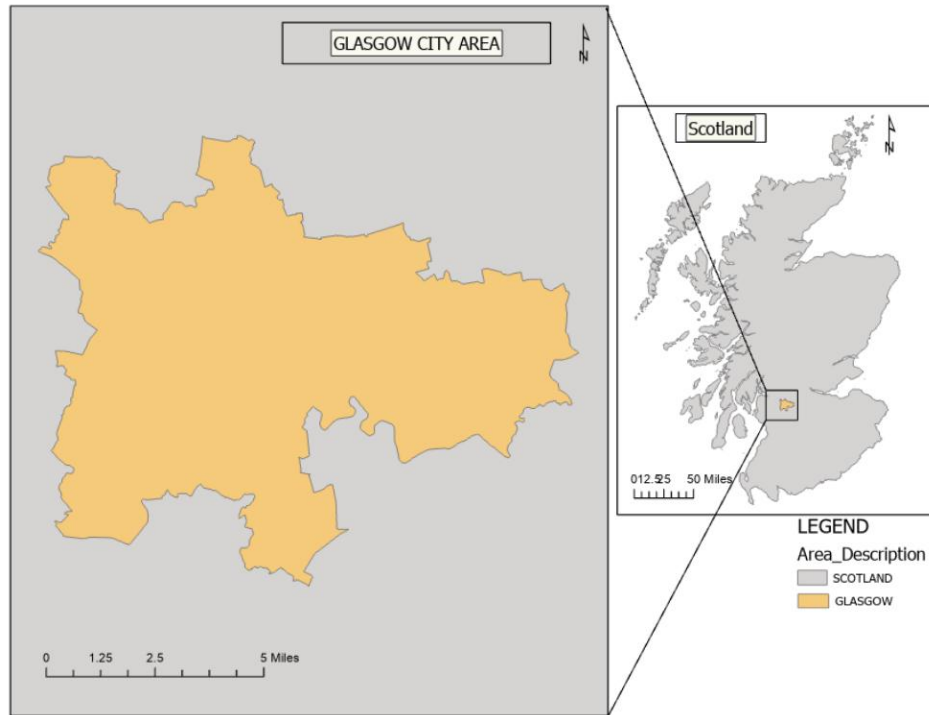 GLASGOW CITY AREA
N
Scotland
N
012.525 50 Miles
LEGEND
Area_Description
SCOTLAND
GLASGOW
0 1.25 2.5 5 Miles